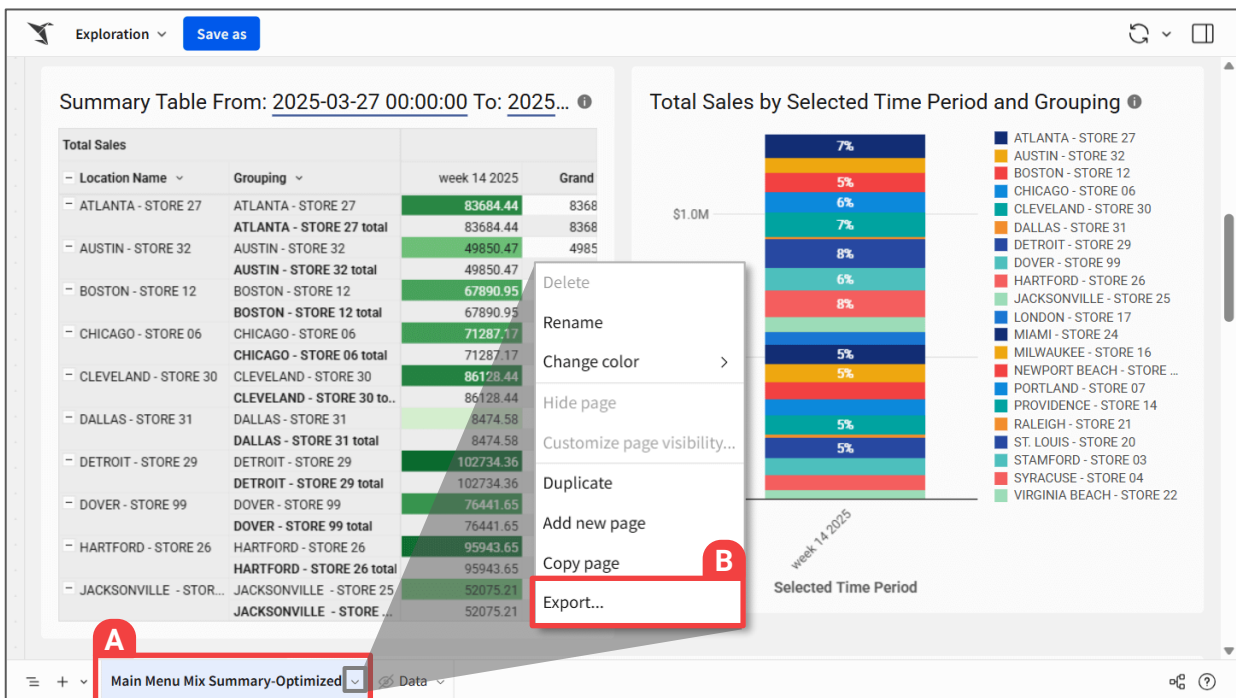 Exploration
Save as
Summary Table From: 2025-03-27 00:00:00 To: 2025...
Total Sales
Location Name Grouping week 14 2025 Grand
ATLANTA - STORE 27 ATLANTA - STORE 27 83684.44 8368
ATLANTA - STORE 27 total 83684.44 8368
AUSTIN - STORE 32 AUSTIN - STORE 32 49850.47 4985
AUSTIN - STORE 32 total 49850.47
BOSTON - STORE 12 BOSTON - STORE 12 67890.95
BOSTON - STORE 12 total 67890.95
CHICAGO - STORE 06 CHICAGO - STORE 06 71287.17
CHICAGO - STORE 06 total 71287.17
CLEVELAND - STORE 30 CLEVELAND - STORE 30 86128.44
CLEVELAND - STORE 30 to.. 86128.44
DALLAS - STORE 31 DALLAS - STORE 31 8474.58
DALLAS - STORE 31 total 8474.58
DETROIT - STORE 29 DETROIT - STORE 29 102734.36
DETROIT - STORE 29 total 102734.36
DOVER - STORE 99 DOVER - STORE 99 76441.65
DOVER - STORE 99 total 76441.65
HARTFORD - STORE 26 HARTFORD - STORE 26 95943.65
HARTFORD - STORE 26 total 95943.65
JACKSONVILLE - STOR... JACKSONVILLE - STORE 25 52075.21
JACKSONVILLE - STORE ... 52075.21
Delete
Rename
Change color
Hide page
Customize page visibility...
Duplicate
Add new page
Copy page
B
Export...
Total Sales by Selected Time Period and Grouping
$1.0M
7%
5%
6%
7%
8%
6%
8%
5%
5%
5%
5%
week 14 2025
Selected Time Period
ATLANTA - STORE 27
AUSTIN - STORE 32
BOSTON - STORE 12
CHICAGO - STORE 06
CLEVELAND - STORE 30
DALLAS - STORE 31
DETROIT - STORE 29
DOVER - STORE 99
HARTFORD - STORE 26
JACKSONVILLE - STORE 25
LONDON - STORE 17
MIAMI - STORE 24
MILWAUKEE - STORE 16
NEWPORT BEACH - STORE ...
PORTLAND - STORE 07
PROVIDENCE - STORE 14
RALEIGH - STORE 21
ST. LOUIS - STORE 20
STAMFORD - STORE 03
SYRACUSE - STORE 04
VIRGINIA BEACH - STORE 22
A
Main Menu Mix Summary-Optimized
Data